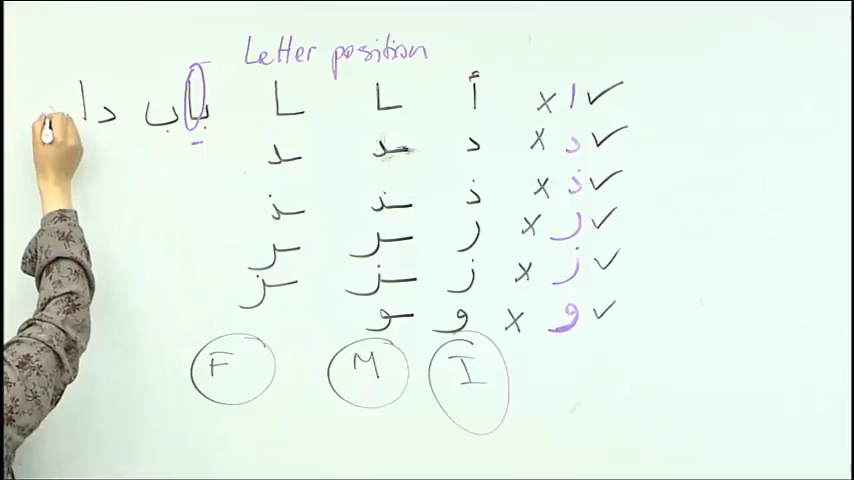 Letter position
✓ ا x أ ـا ـا باب دا
✓ د x د ـد ـد
✓ ذ x ذ ـذ ـذ
✓ ر x ر ـر ـر
✓ ز x ز ـز ـز
✓ و x و ـو
I M F